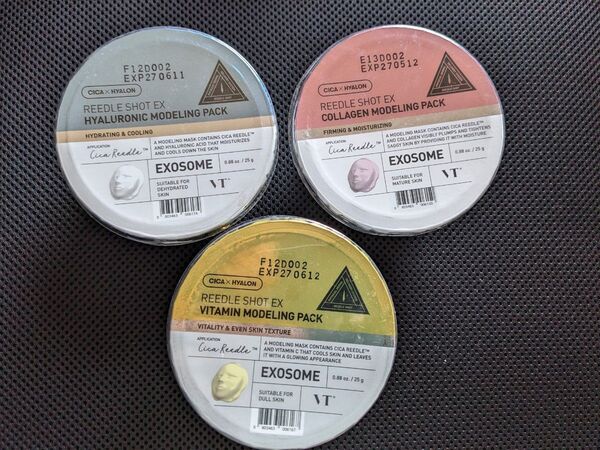 F12D002
EXP270611
CICA × HYALON
REEDLE SHOT EX
HYALURONIC MODELING PACK
HYDRATING & COOLING
APPLICATION
Cica Reedle™
A MODELING MASK CONTAINS CICA REEDLE™
AND HYALURONIC ACID THAT MOISTURIZES
AND COOLS DOWN THE SKIN
EXOSOME
0.88 oz. / 25 g
SUITABLE FOR
DEHYDRATED
SKIN
VT
E13D002
EXP270512
CICA × HYALON
REEDLE SHOT EX
COLLAGEN MODELING PACK
FIRMING & MOISTURIZING
APPLICATION
Cica Reedle™
A MODELING MASK CONTAINS CICA REEDLE™
AND COLLAGEN VISIBLY PLUMPS AND TIGHTENS
SAGGY SKIN BY PROVIDING IT WITH MOISTURE
EXOSOME
0.88 oz. / 25 g
SUITABLE FOR
MATURE SKIN
VT
F12D002
EXP270612
CICA × HYALON
REEDLE SHOT EX
VITAMIN MODELING PACK
VITALITY & EVEN SKIN TEXTURE
APPLICATION
Cica Reedle™
A MODELING MASK CONTAINS CICA REEDLE™
AND VITAMIN C THAT COOLS SKIN AND LEAVES
IT WITH A GLOWING APPEARANCE
EXOSOME
0.88 oz. / 25 g
SUITABLE FOR
DULL SKIN
VT